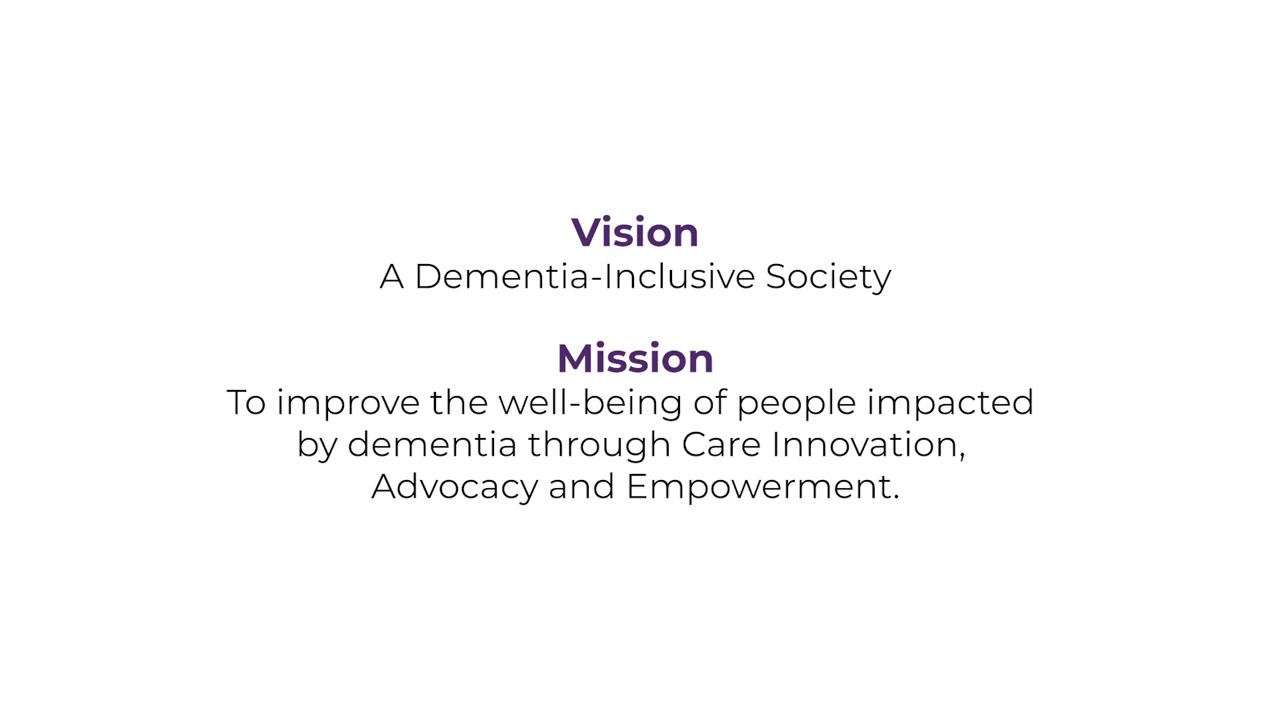 Vision
A Dementia-Inclusive Society
Mission
To improve the well-being of people impacted
by dementia through Care Innovation,
Advocacy and Empowerment.